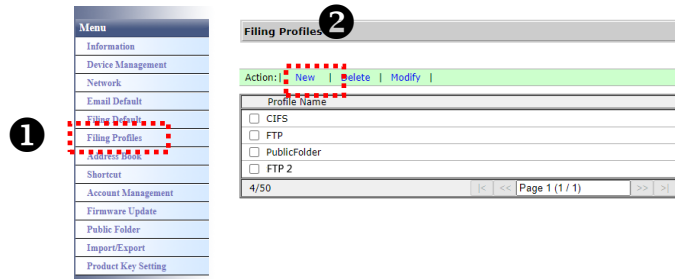 ❶
Menu
Information
Device Management
Network
Email Default
Filing Default
Filing Profiles
Address Book
Shortcut
Account Management
Firmware Update
Public Folder
Import/Export
Product Key Setting
❷
Filing Profiles
Action: | New | Delete | Modify |
Profile Name
CIFS
FTP
PublicFolder
FTP 2
4/50 |< << Page 1 (1 / 1) >> >|